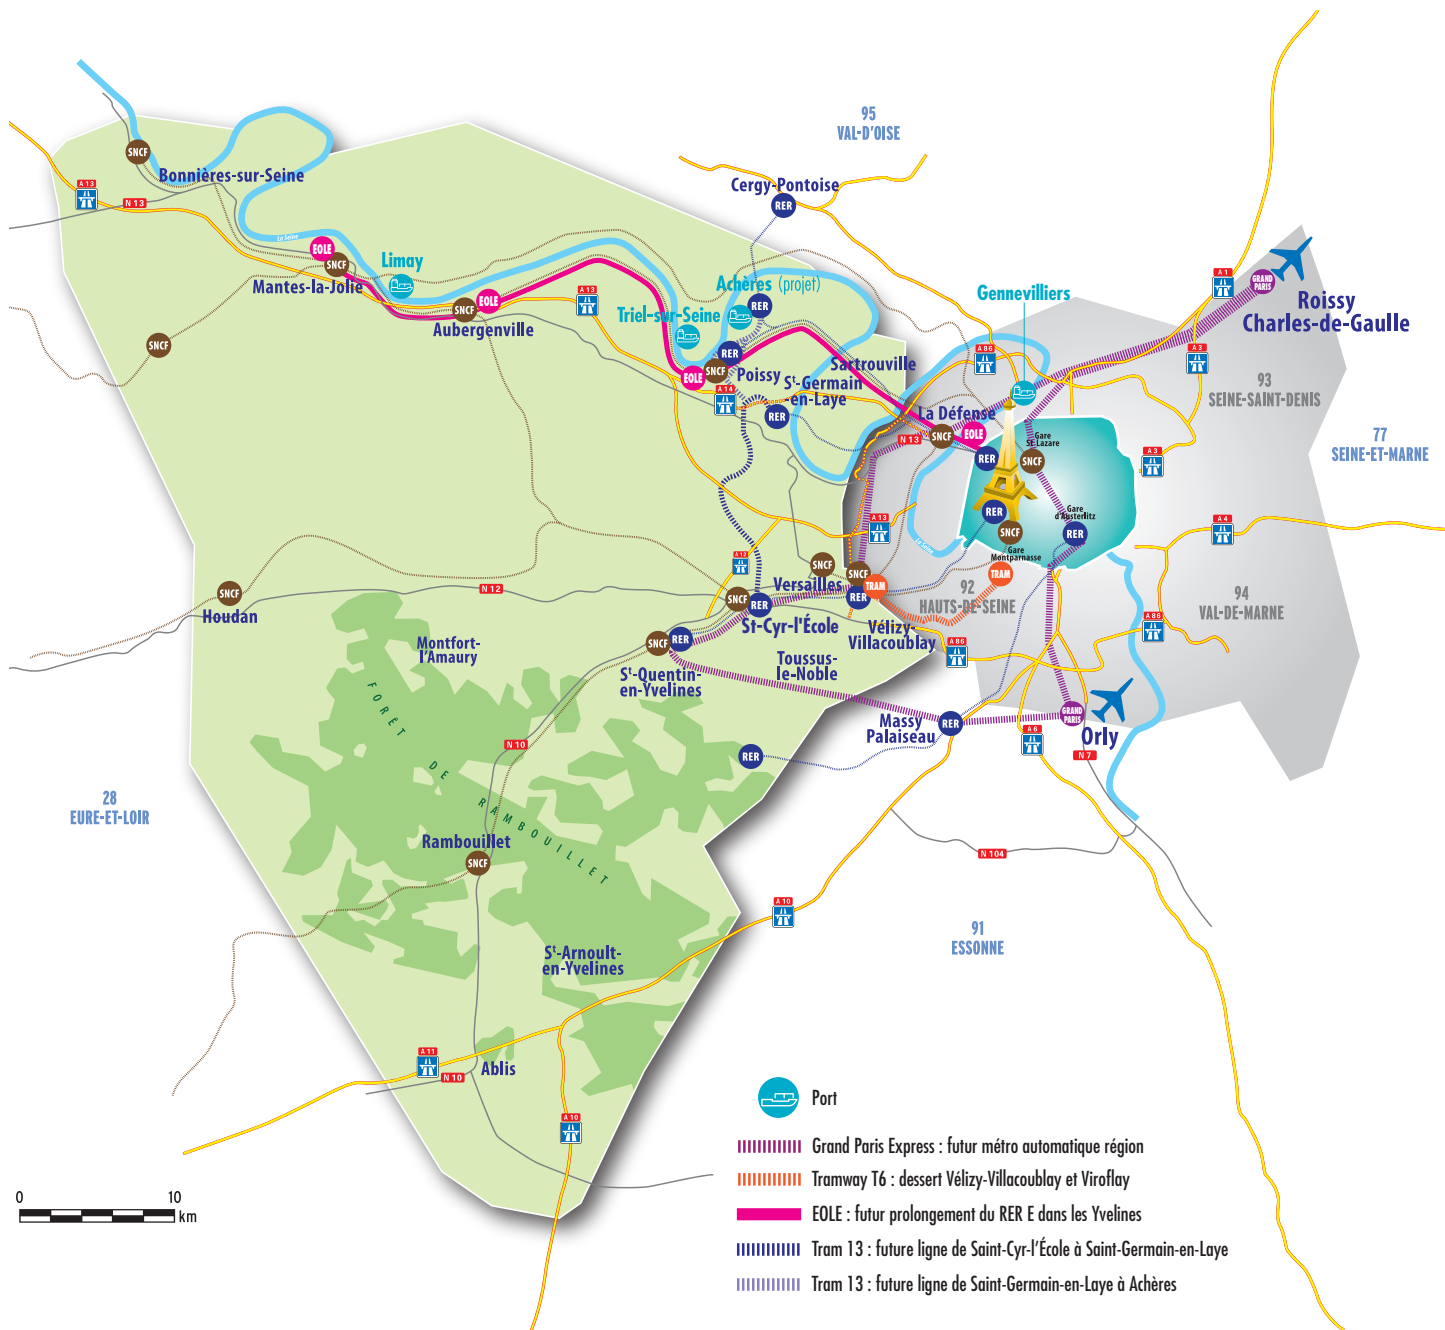 95
VAL-D'OISE
SNCF
Bonnières-sur-Seine
A 13
N 13
Cergy-Pontoise
RER
EOLE
SNCF
La Seine
Mantes-la-Jolie
Limay
EOLE
SNCF
Aubergenville
A 13
Achères (projet)
RER
Triel-sur-Seine
RER
SNCF
EOLE
Poissy
A 14
Sartrouville
St-Germain
-en-Laye
RER
Gennevilliers
A 86
A 1
GRAND
PARIS
Roissy
Charles-de-Gaulle
A 3
93
SEINE-SAINT-DENIS
77
SEINE-ET-MARNE
SNCF
La Défense
EOLE
SNCF
N 13
RER
Gare
St Lazare
SNCF
A 3
RER
Gare
d'Austerlitz
RER
SNCF
Gare
Montparnasse
A 4
A 13
La Seine
A 12
SNCF
SNCF
Versailles
TRAM
RER
TRAM
92
HAUTS-DE-SEINE
94
VAL-DE-MARNE
A 86
SNCF
Houdan
N 12
SNCF
RER
St-Cyr-l'École
Vélizy-
Villacoublay
A 86
Montfort-
l'Amaury
SNCF
RER
St-Quentin-
en-Yvelines
Toussus-
le-Noble
Massy
Palaiseau
RER
GRAND
PARIS
Orly
A 6
N 7
N 10
RER
FORÊT
DE
RAMBOUILLET
28
EURE-ET-LOIR
Rambouillet
SNCF
N 104
A 10
91
ESSONNE
St-Arnoult-
en-Yvelines
A 11
N 10
Ablis
A 10
Port
Grand Paris Express : futur métro automatique région
Tramway T6 : dessert Vélizy-Villacoublay et Viroflay
EOLE : futur prolongement du RER E dans les Yvelines
Tram 13 : future ligne de Saint-Cyr-l'École à Saint-Germain-en-Laye
Tram 13 : future ligne de Saint-Germain-en-Laye à Achères
0 10
km